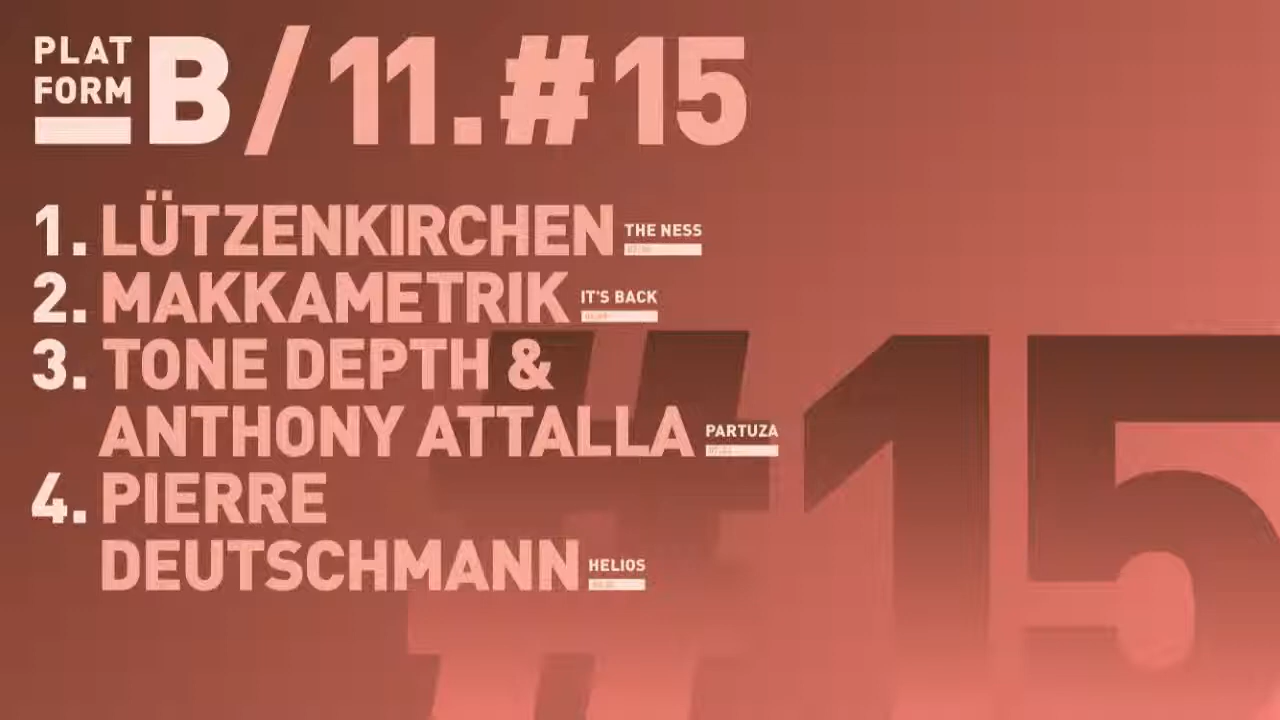 PLAT
FORM
B/11.#15
1. LÜTZENKIRCHEN THE NESS
2. MAKKAMETRIK IT'S BACK
3. TONE DEPTH &
ANTHONY ATTALLA PARTUZA
4. PIERRE
DEUTSCHMANN HELIOS
#15